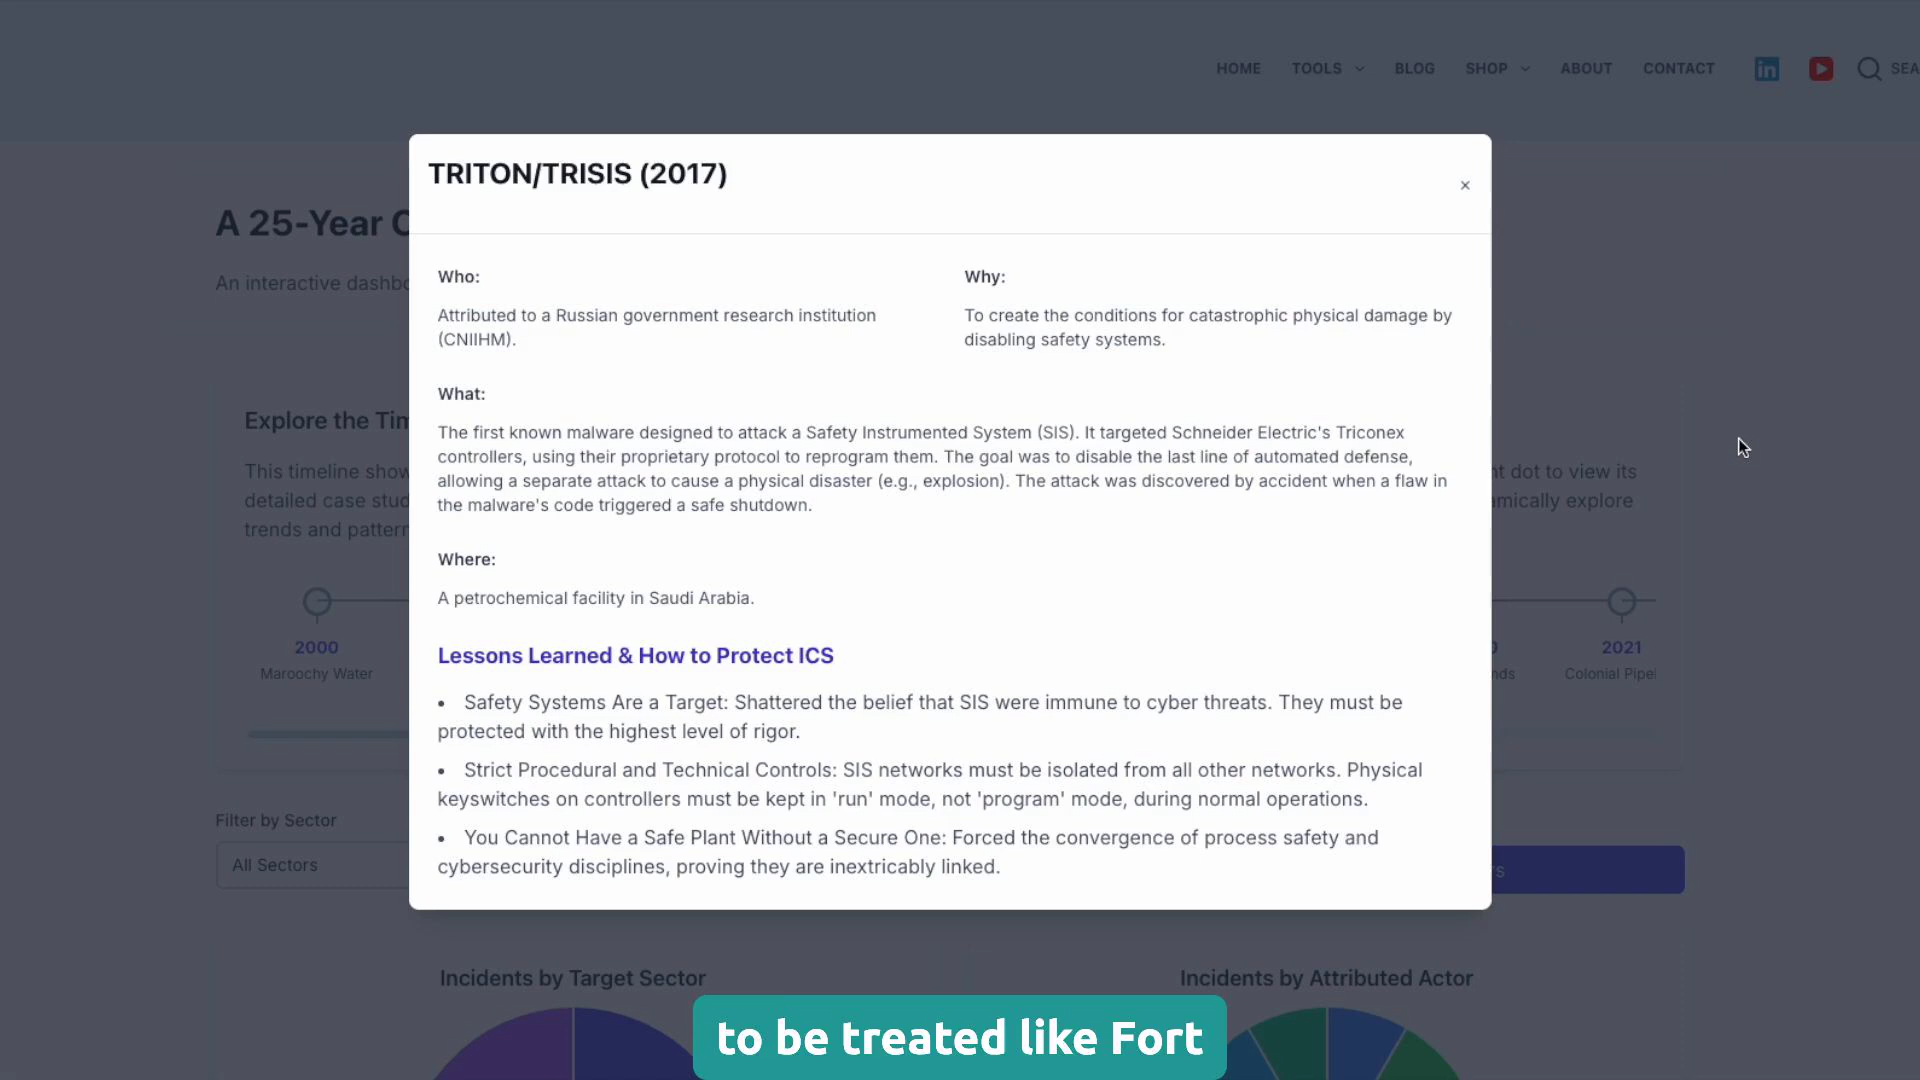 HOME TOOLS BLOG SHOP ABOUT CONTACT SEA
TRITON/TRISIS (2017)
×
A 25-Year C
An interactive dashbo
Who:
Attributed to a Russian government research institution
(CNIIHM).
Why:
To create the conditions for catastrophic physical damage by
disabling safety systems.
What:
The first known malware designed to attack a Safety Instrumented System (SIS). It targeted Schneider Electric's Triconex
controllers, using their proprietary protocol to reprogram them. The goal was to disable the last line of automated defense,
allowing a separate attack to cause a physical disaster (e.g., explosion). The attack was discovered by accident when a flaw in
the malware's code triggered a safe shutdown.
Where:
A petrochemical facility in Saudi Arabia.
Lessons Learned & How to Protect ICS
• Safety Systems Are a Target: Shattered the belief that SIS were immune to cyber threats. They must be
protected with the highest level of rigor.
• Strict Procedural and Technical Controls: SIS networks must be isolated from all other networks. Physical
keyswitches on controllers must be kept in 'run' mode, not 'program' mode, during normal operations.
• You Cannot Have a Safe Plant Without a Secure One: Forced the convergence of process safety and
cybersecurity disciplines, proving they are inextricably linked.
Explore the Tim
This timeline show
detailed case stud
trends and pattern
nt dot to view its
amically explore
2000
Maroochy Water
0
nds
2021
Colonial Pipel
Filter by Sector
All Sectors
rs
Incidents by Target Sector
Incidents by Attributed Actor
to be treated like Fort